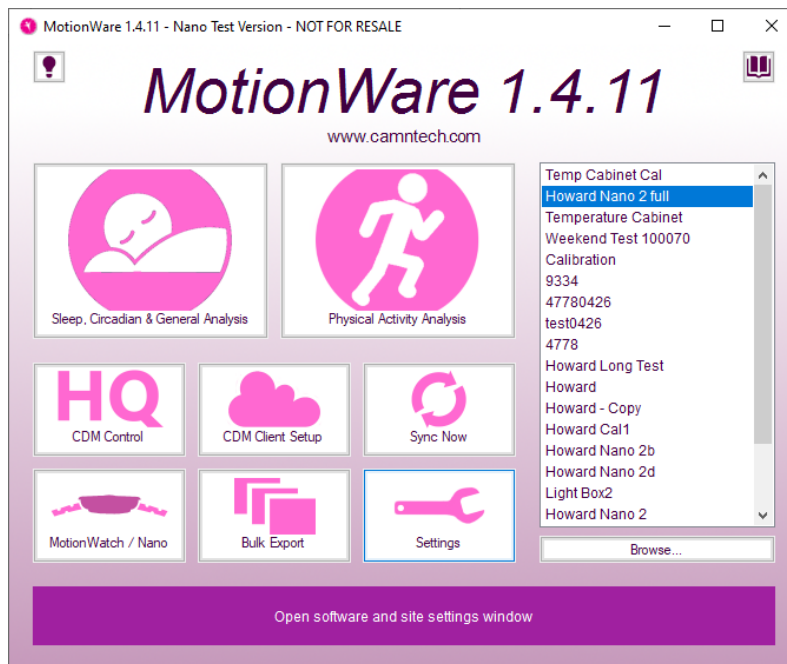 MotionWare 1.4.11 - Nano Test Version - NOT FOR RESALE
MotionWare 1.4.11
www.camntech.com
Sleep, Circadian & General Analysis
Physical Activity Analysis
HQ
CDM Control
CDM Client Setup
Sync Now
MotionWatch / Nano
Bulk Export
Settings
Temp Cabinet Cal
Howard Nano 2 full
Temperature Cabinet
Weekend Test 100070
Calibration
9334
47780426
test0426
4778
Howard Long Test
Howard
Howard - Copy
Howard Cal1
Howard Nano 2b
Howard Nano 2d
Light Box2
Howard Nano 2
Browse...
Open software and site settings window